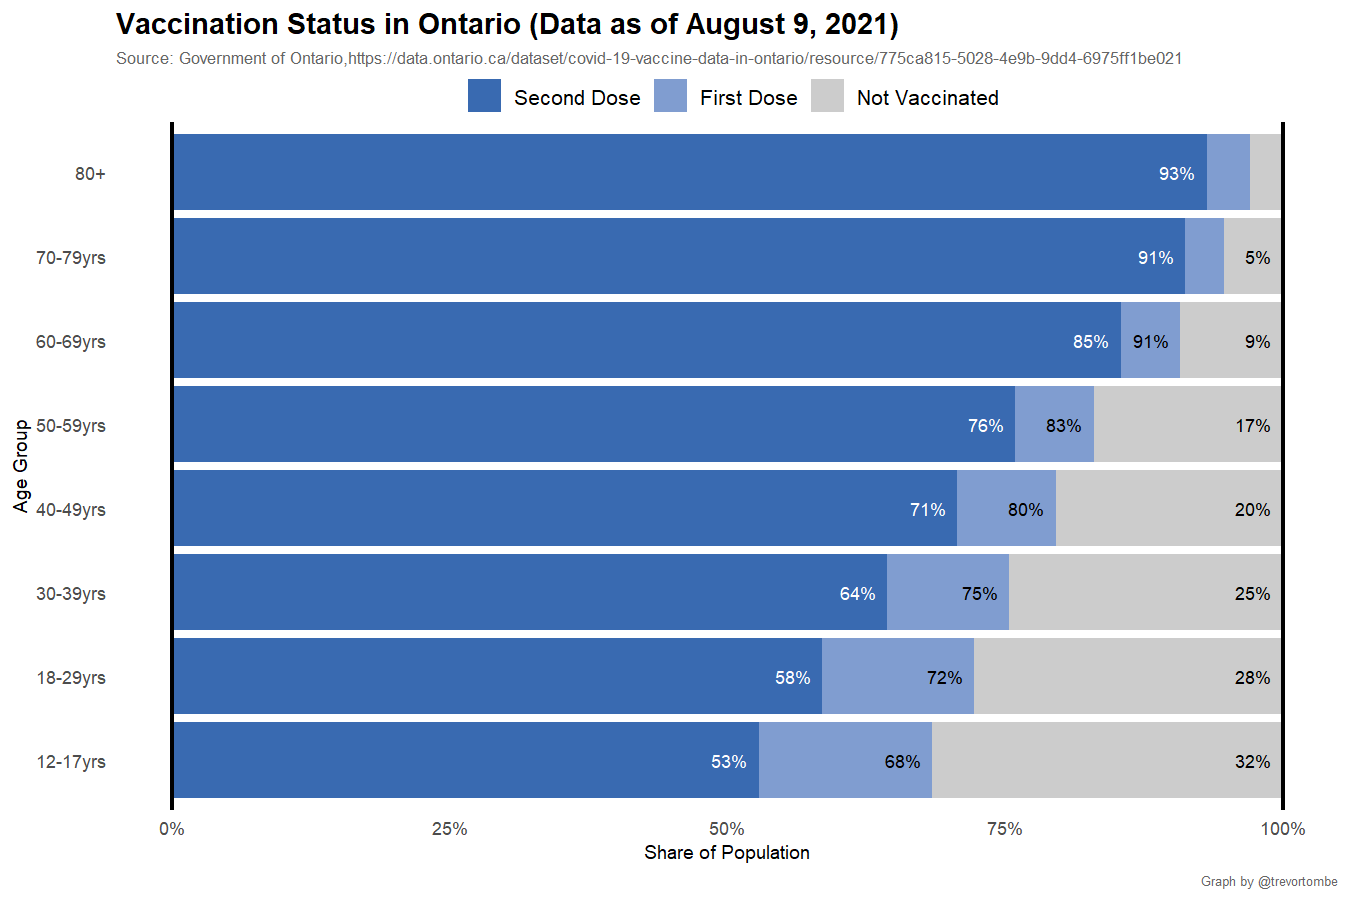 Vaccination Status in Ontario (Data as of August 9, 2021)
Source: Government of Ontario,https://data.ontario.ca/dataset/covid-19-vaccine-data-in-ontario/resource/775ca815-5028-4e9b-9dd4-6975ff1be021
Second Dose First Dose Not Vaccinated
80+ 93%
70-79yrs 91% 5%
60-69yrs 85% 91% 9%
50-59yrs 76% 83% 17%
Age Group
40-49yrs 71% 80% 20%
30-39yrs 64% 75% 25%
18-29yrs 58% 72% 28%
12-17yrs 53% 68% 32%
0% 25% 50% 75% 100%
Share of Population
Graph by @trevortombe